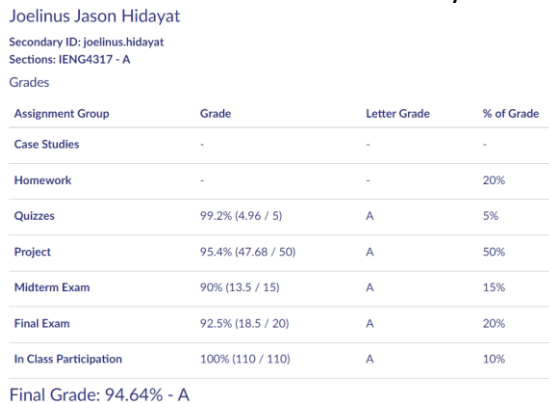 Joelinus Jason Hidayat
Secondary ID: joelinus.hidayat
Sections: IENG4317 - A
Grades
Assignment Group Grade Letter Grade % of Grade
Case Studies - - -
Homework - - 20%
Quizzes 99.2% (4.96 / 5) A 5%
Project 95.4% (47.68 / 50) A 50%
Midterm Exam 90% (13.5 / 15) A 15%
Final Exam 92.5% (18.5 / 20) A 20%
In Class Participation 100% (110 / 110) A 10%
Final Grade: 94.64% - A